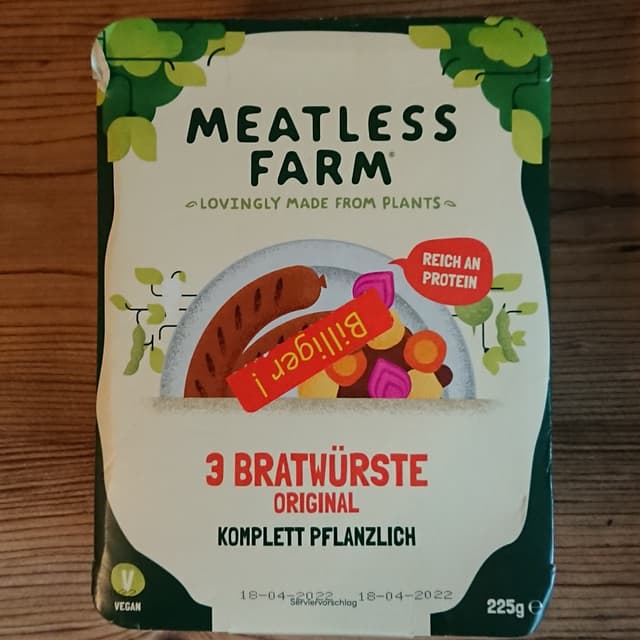 MEATLESS
FARM®
LOVINGLY MADE FROM PLANTS
REICH AN
PROTEIN
Billiger!
3 BRATWÜRSTE
ORIGINAL
KOMPLETT PFLANZLICH
18-04-2022 18-04-2022
Serviervorschlag
V
VEGAN
225g ℮